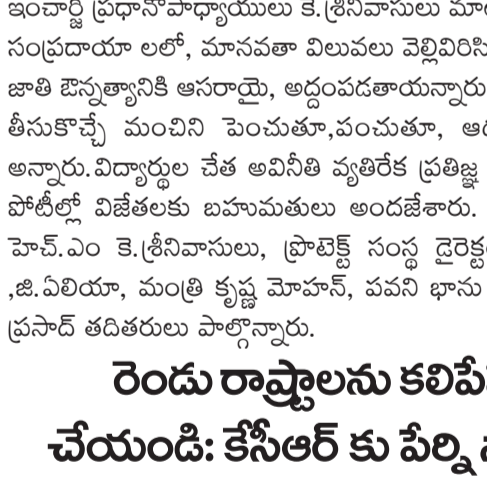 ఇంచార్జి ప్రధానోపాధ్యాయులు కె.శ్రీనివాసులు
సంప్రదాయా లలో, మానవతా విలువలు
జాతి ఔన్నత్యానికి ఆసరాయై, అద్దంపడతాయన్నారు
తీసుకొచ్చే మంచిని పెంచుతూ,పంచుతూ,
అన్నారు.విద్యార్థుల చేత అవినీతి వ్యతిరేక ప్రతిజ్ఞ
పోటీల్లో విజేతలకు బహుమతులు అందజేశారు.
హెచ్.ఎం కె.శ్రీనివాసులు, ప్రొటెక్ట్ సంస్థ
,జి.ఏలియా, మంత్రి కృష్ణ మోహన్, పవని భాను
ప్రసాద్ తదితరులు పాల్గొన్నారు.
రెండు రాష్ట్రాలను
చేయండి: కేసీఆర్ కు పేర్ని